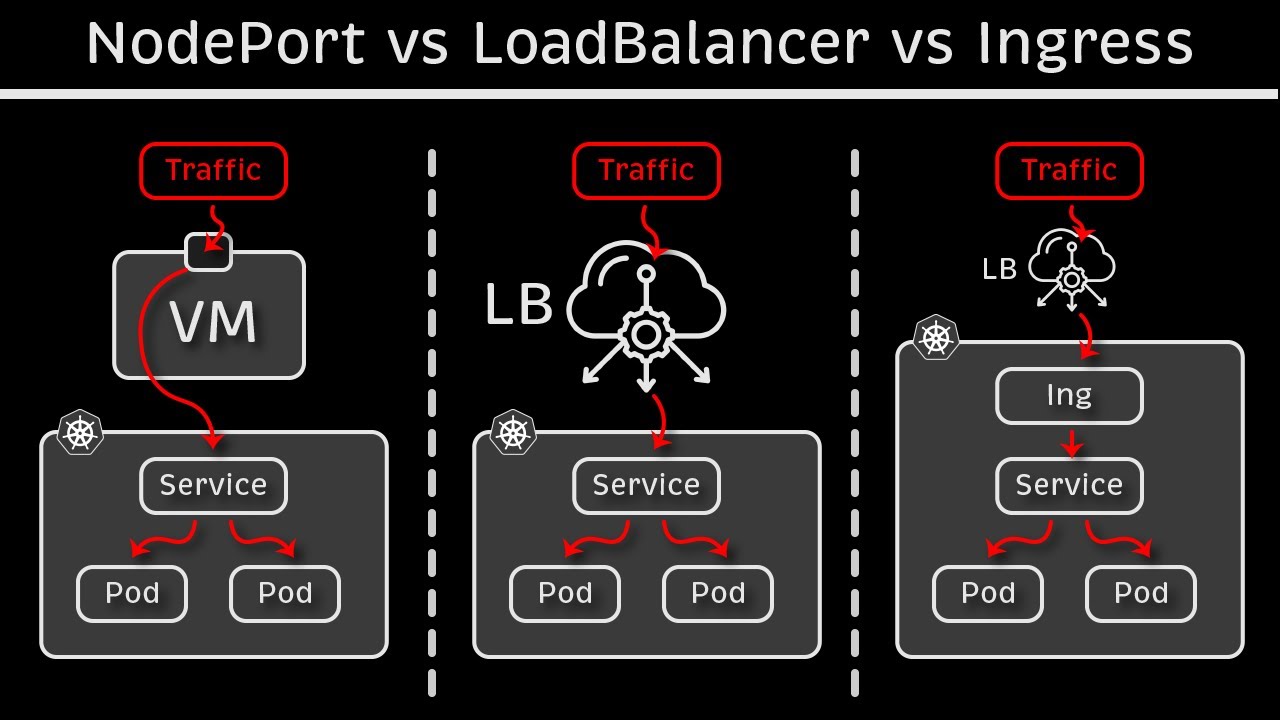 NodePort vs LoadBalancer vs Ingress
Traffic
VM
Service
Pod
Pod
Traffic
LB
Service
Pod
Pod
Traffic
LB
Ing
Service
Pod
Pod